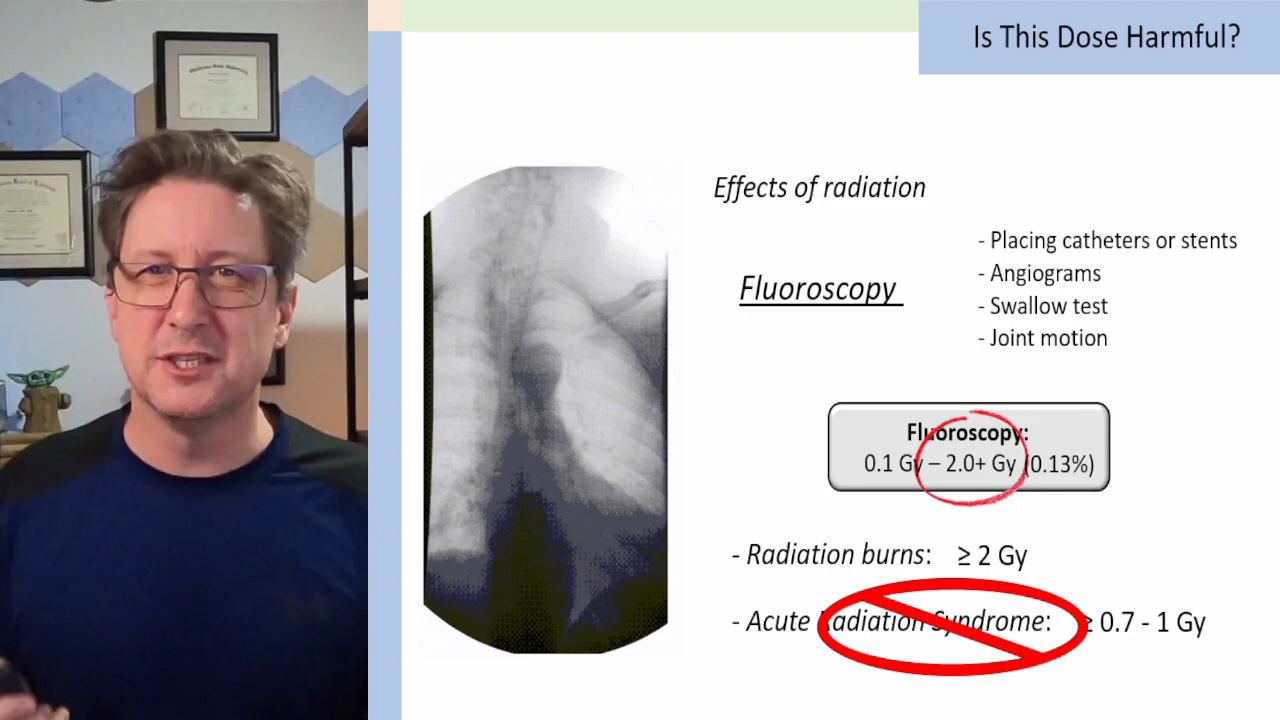 Is This Dose Harmful?
Effects of radiation
Fluoroscopy
- Placing catheters or stents
- Angiograms
- Swallow test
- Joint motion
Fluoroscopy:
0.1 Gy – 2.0+ Gy (0.13%)
- Radiation burns: ≥ 2 Gy
- Acute Radiation Syndrome: ≥ 0.7 - 1 Gy